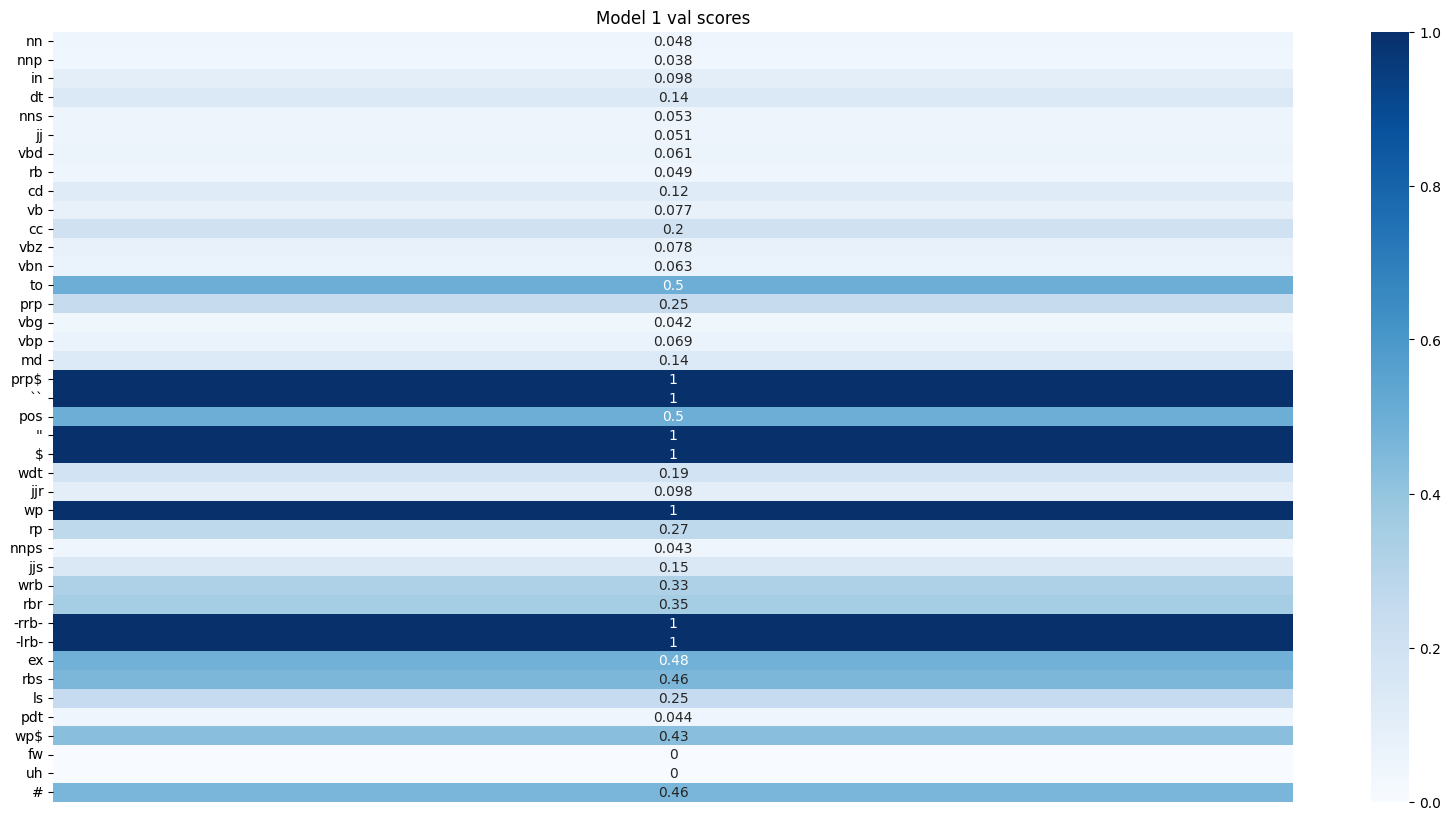 Model 1 val scores
nn 0.048
nnp 0.038
in 0.098
dt 0.14
nns 0.053
jj 0.051
vbd 0.061
rb 0.049
cd 0.12
vb 0.077
cc 0.2
vbz 0.078
vbn 0.063
to 0.5
prp 0.25
vbg 0.042
vbp 0.069
md 0.14
prp$ 1
`` 1
pos 0.5
" 1
$ 1
wdt 0.19
jjr 0.098
wp 1
rp 0.27
nnps 0.043
jjs 0.15
wrb 0.33
rbr 0.35
-rrb- 1
-lrb- 1
ex 0.48
rbs 0.46
ls 0.25
pdt 0.044
wp$ 0.43
fw 0
uh 0
# 0.46
1.0
0.8
0.6
0.4
0.2
0.0